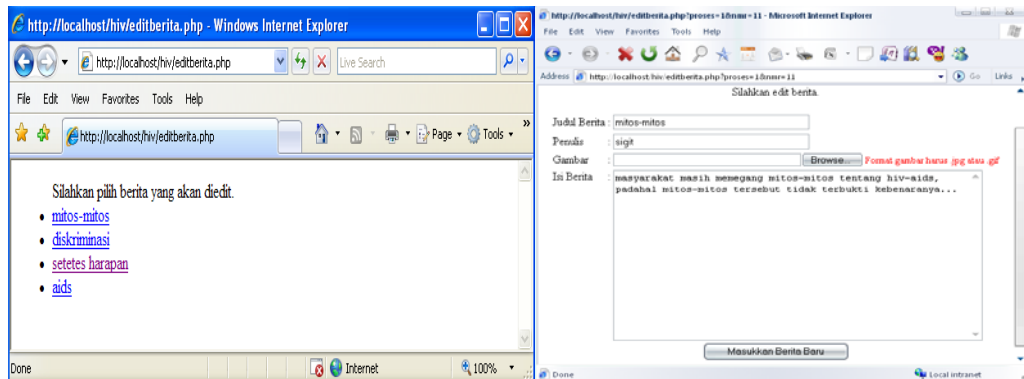 http://localhost/hiv/editberita.php - Windows Internet Explorer
http://localhost/hiv/editberita.php
Live Search
File Edit View Favorites Tools Help
http://localhost/hiv/editberita.php
Page Tools »
Silahkan pilih berita yang akan diedit.
mitos-mitos
diskriminasi
setetes harapan
aids
Done Internet 100%
http://localhost/hiv/editberita.php?proses=1&nmr=11 - Microsoft Internet Explorer
File Edit View Favorites Tools Help
Address http://localhost/hiv/editberita.php?proses=1&nmr=11 Go Links
Silahkan edit berita.
Judul Berita : mitos-mitos
Penulis : sigit
Gambar : Browse... Format gambar harus .jpg atau .gif
Isi Berita : masyarakat masih memegang mitos-mitos tentang hiv-aids,
padahal mitos-mitos tersebut tidak terbukti kebenaranya...
Masukkan Berita Baru
Done Local intranet